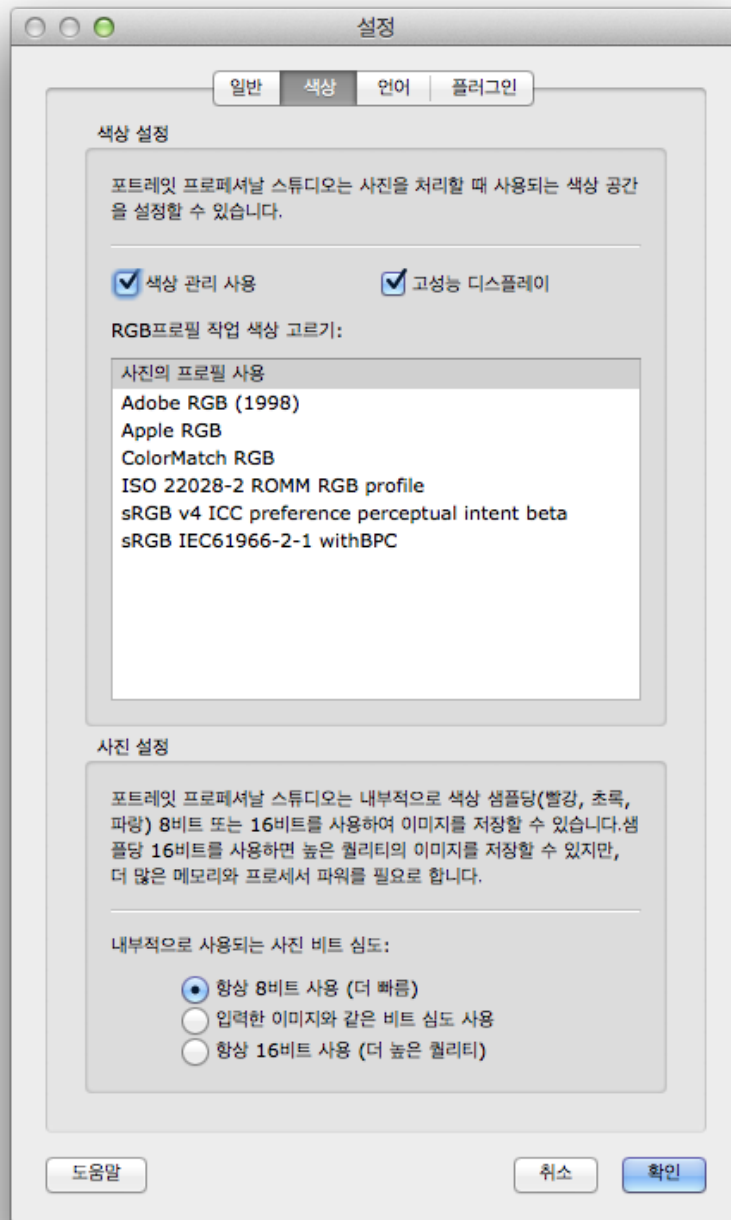 설정
일반 색상 언어 플러그인
색상 설정
포트레잇 프로페셔날 스튜디오는 사진을 처리할 때 사용되는 색상 공간
을 설정할 수 있습니다.
색상 관리 사용 고성능 디스플레이
RGB프로필 작업 색상 고르기:
사진의 프로필 사용
Adobe RGB (1998)
Apple RGB
ColorMatch RGB
ISO 22028-2 ROMM RGB profile
sRGB v4 ICC preference perceptual intent beta
sRGB IEC61966-2-1 withBPC
사진 설정
포트레잇 프로페셔날 스튜디오는 내부적으로 색상 샘플당(빨강, 초록,
파랑) 8비트 또는 16비트를 사용하여 이미지를 저장할 수 있습니다.샘
플당 16비트를 사용하면 높은 퀄리티의 이미지를 저장할 수 있지만,
더 많은 메모리와 프로세서 파워를 필요로 합니다.
내부적으로 사용되는 사진 비트 심도:
항상 8비트 사용 (더 빠름)
입력한 이미지와 같은 비트 심도 사용
항상 16비트 사용 (더 높은 퀄리티)
도움말 취소 확인